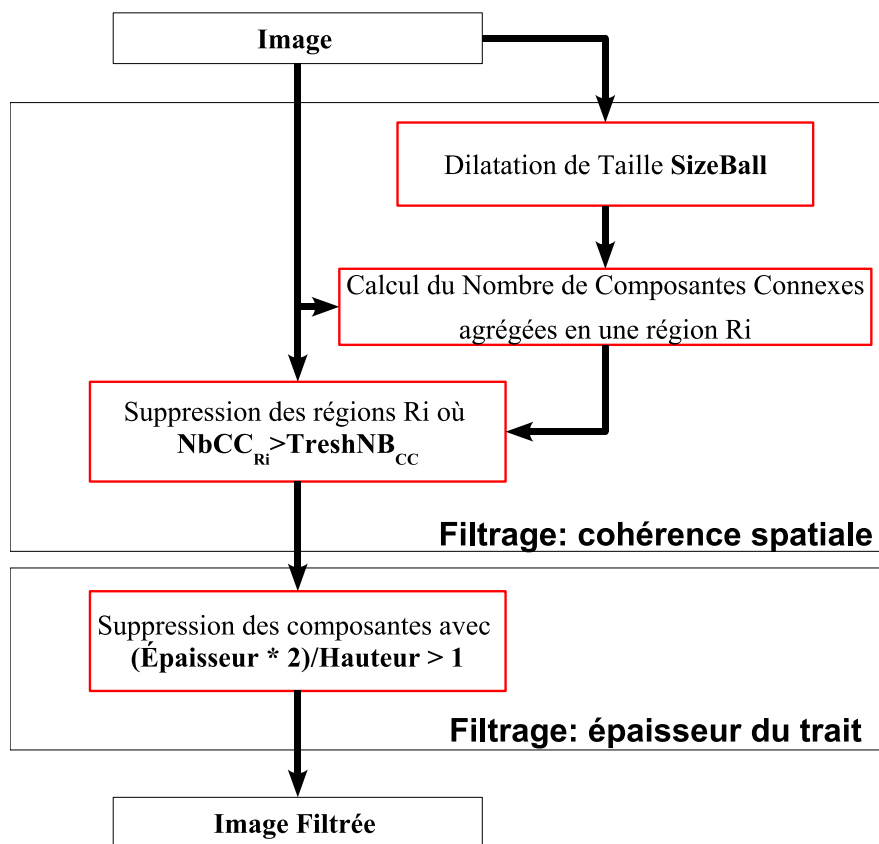 Image
Dilatation de Taille SizeBall
Calcul du Nombre de Composantes Connexes
agrégées en une région Ri
Suppression des régions Ri où
NbCC_Ri>TreshNB_CC
Filtrage: cohérence spatiale
Suppression des composantes avec
(Épaisseur * 2)/Hauteur > 1
Filtrage: épaisseur du trait
Image Filtrée